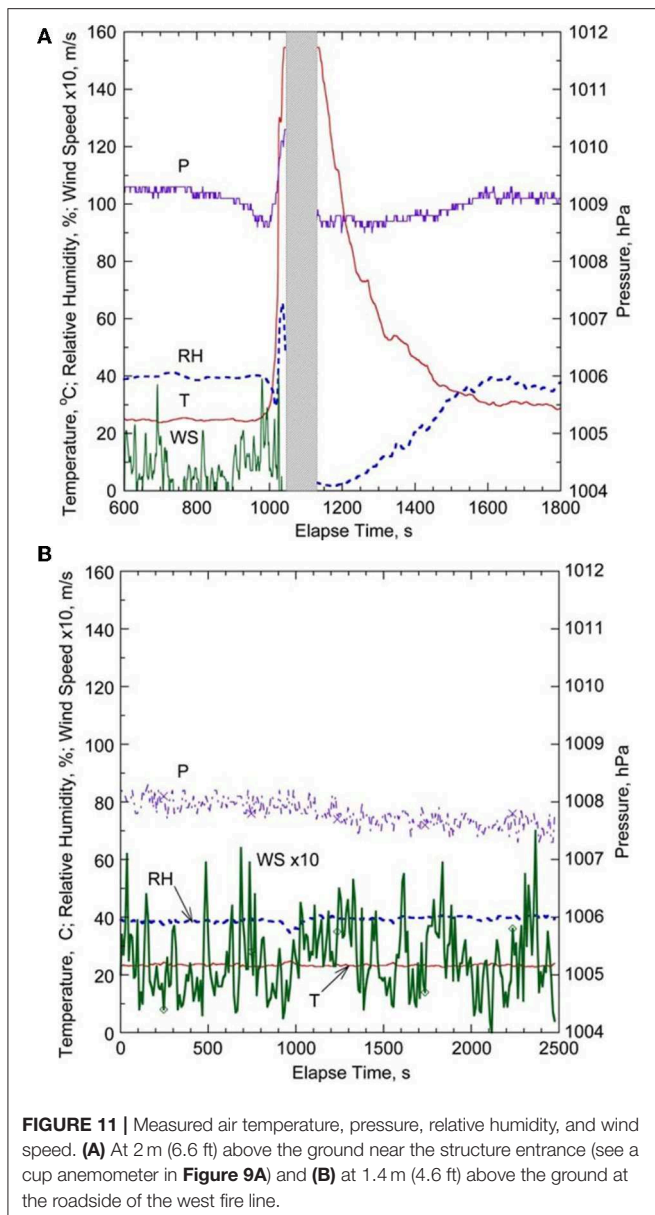 A
160
140
120
100
80
60
40
20
0
Temperature, °C; Relative Humidity, %; Wind Speed x10, m/s
P
RH
T
WS
1012
1011
1010
1009
1008
1007
1006
1005
1004
Pressure, hPa
600 800 1000 1200 1400 1600 1800
Elapse Time, s
B
160
140
120
100
80
60
40
20
0
Temperature, C; Relative Humidity, %; Wind Speed x10, m/s
P
WS x10
RH
T
1012
1011
1010
1009
1008
1007
1006
1005
1004
Pressure, hPa
0 500 1000 1500 2000 2500
Elapse Time, s
FIGURE 11 | Measured air temperature, pressure, relative humidity, and wind
speed. (A) At 2 m (6.6 ft) above the ground near the structure entrance (see a
cup anemometer in Figure 9A) and (B) at 1.4 m (4.6 ft) above the ground at
the roadside of the west fire line.